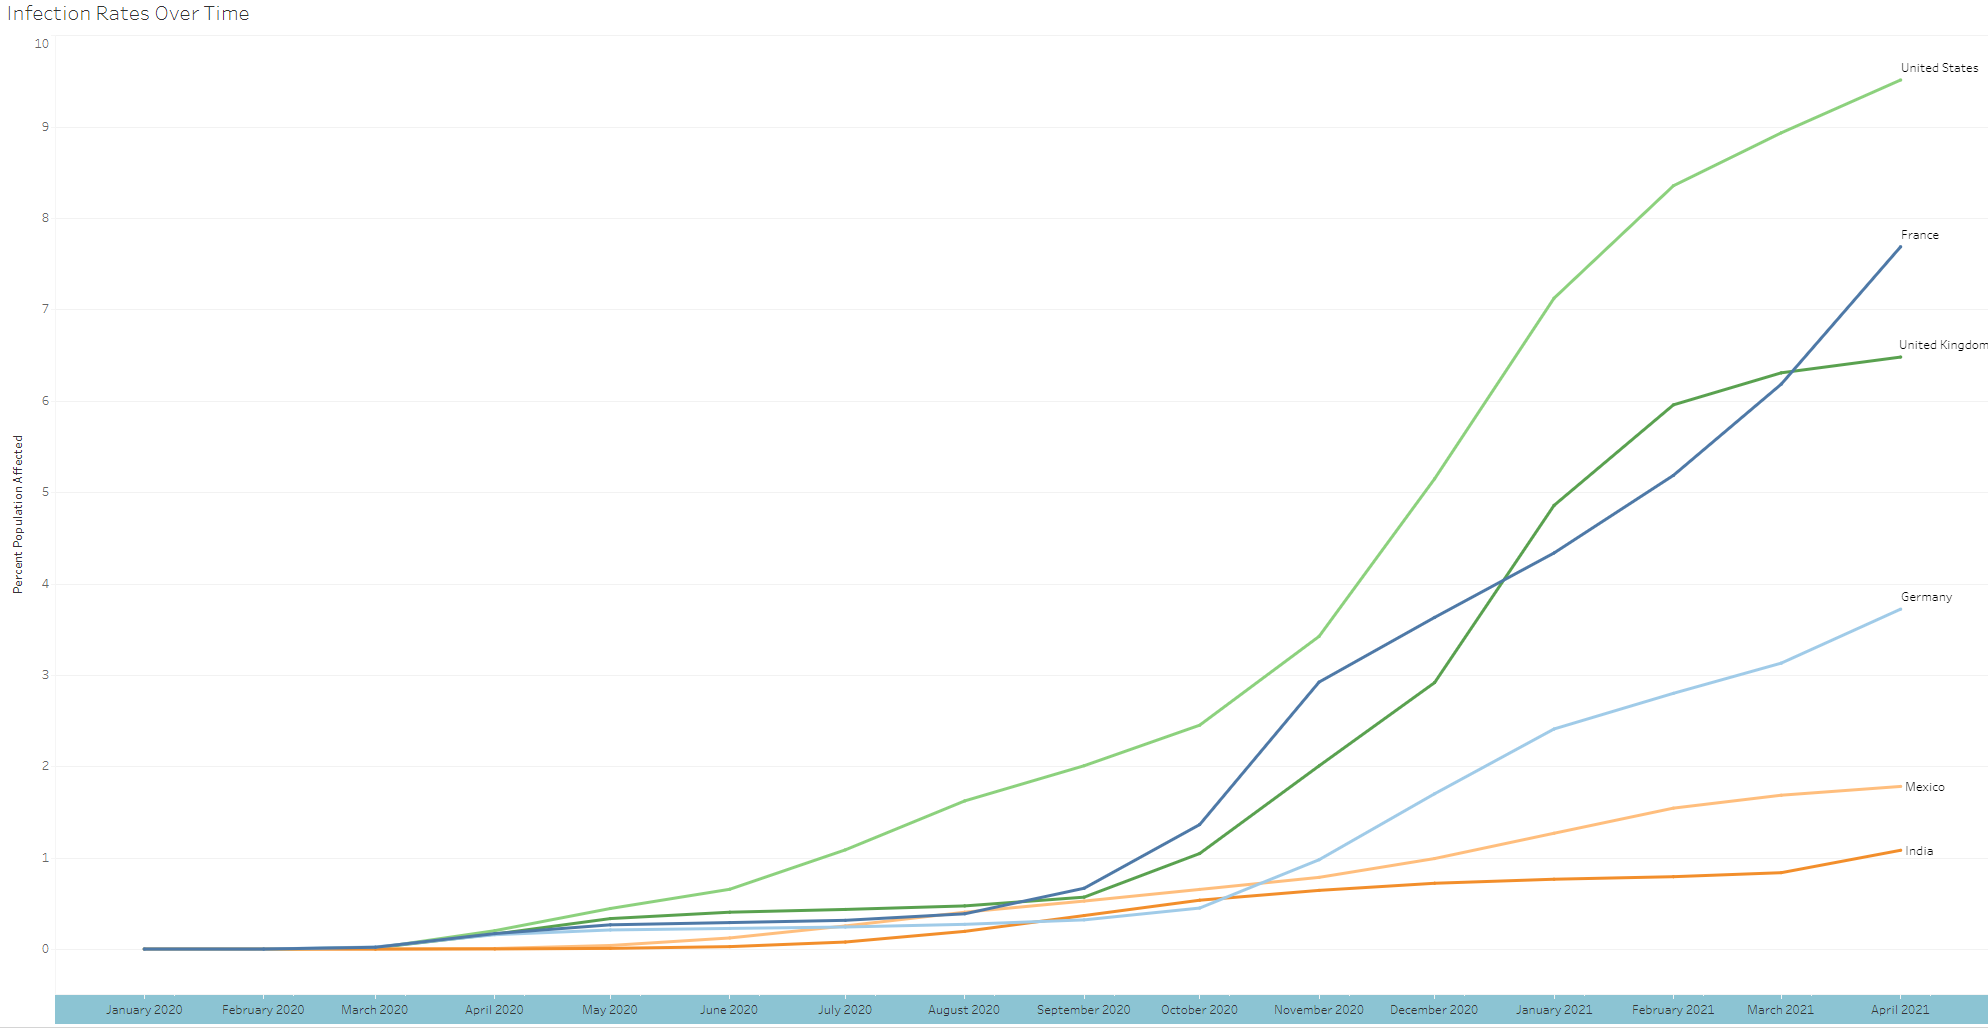 Infection Rates Over Time
10
9
8
7
6
5
4
3
2
1
0
Percent Population Affected
United States
France
United Kingdom
Germany
Mexico
India
January 2020 February 2020 March 2020 April 2020 May 2020 June 2020 July 2020 August 2020 September 2020 October 2020 November 2020 December 2020 January 2021 February 2021 March 2021 April 2021